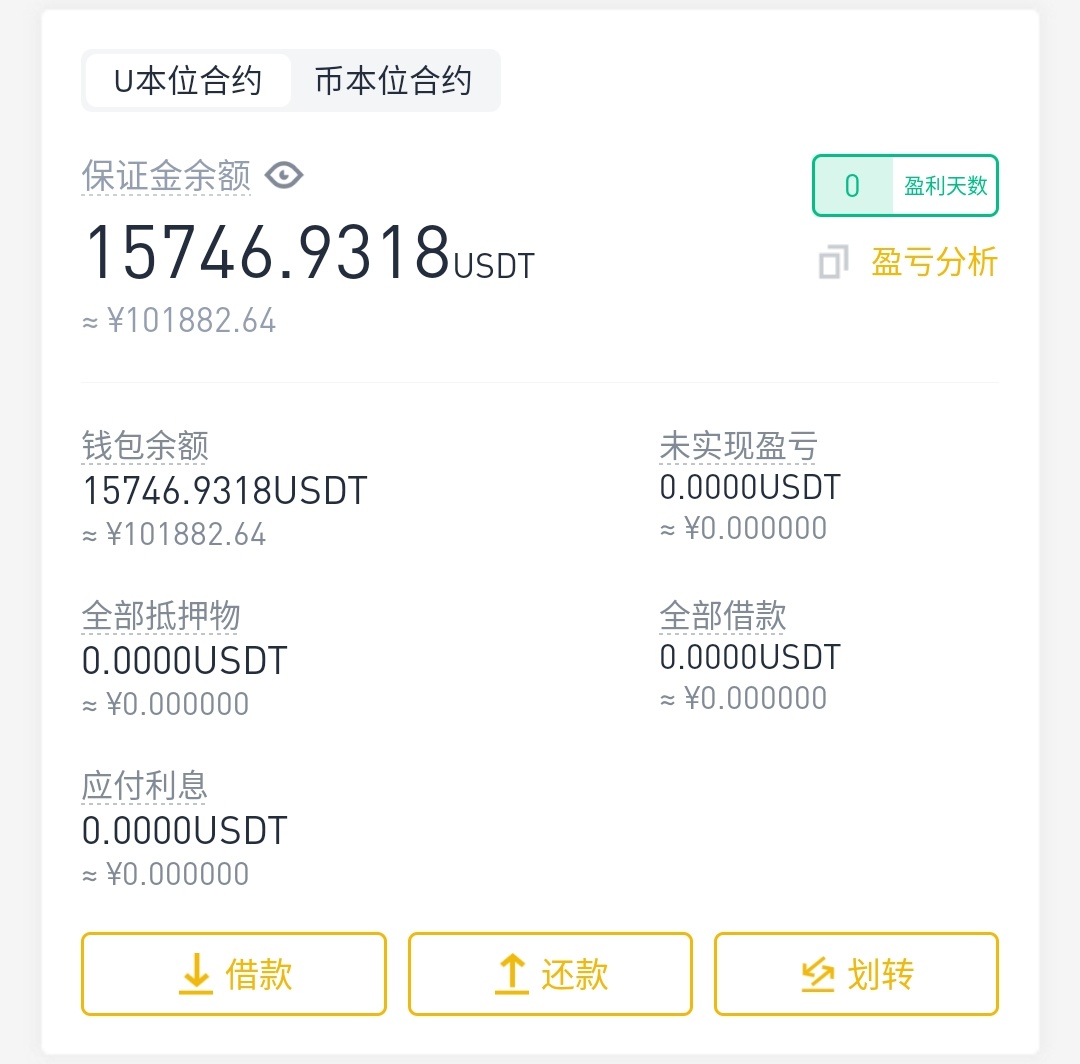 U本位合约 币本位合约
保证金余额
0 盈利天数
15746.9318USDT
盈亏分析
≈ ¥101882.64
钱包余额 未实现盈亏
15746.9318USDT 0.0000USDT
≈ ¥101882.64 ≈ ¥0.000000
全部抵押物 全部借款
0.0000USDT 0.0000USDT
≈ ¥0.000000 ≈ ¥0.000000
应付利息
0.0000USDT
≈ ¥0.000000
借款 还款 划转